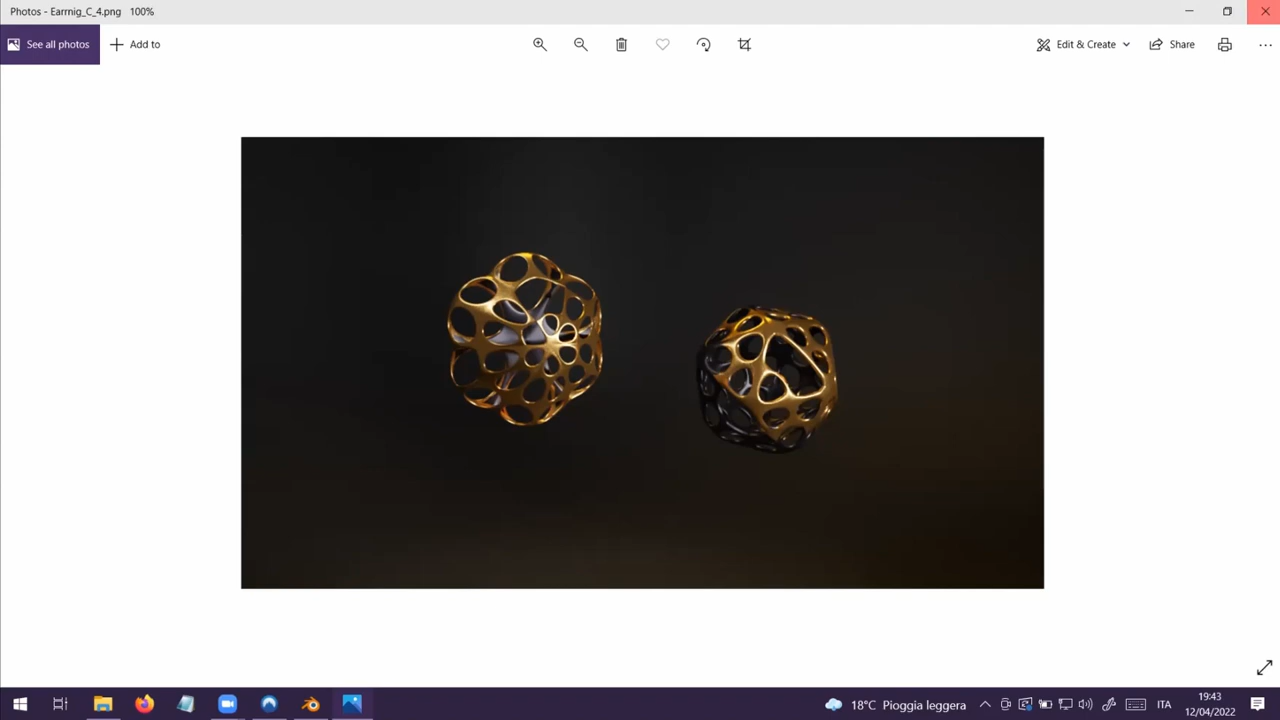 Photos - Earrnig_C_4.png 100%
See all photos
Add to
Edit & Create
Share
18°C Pioggia leggera
ITA
19:43
12/04/2022